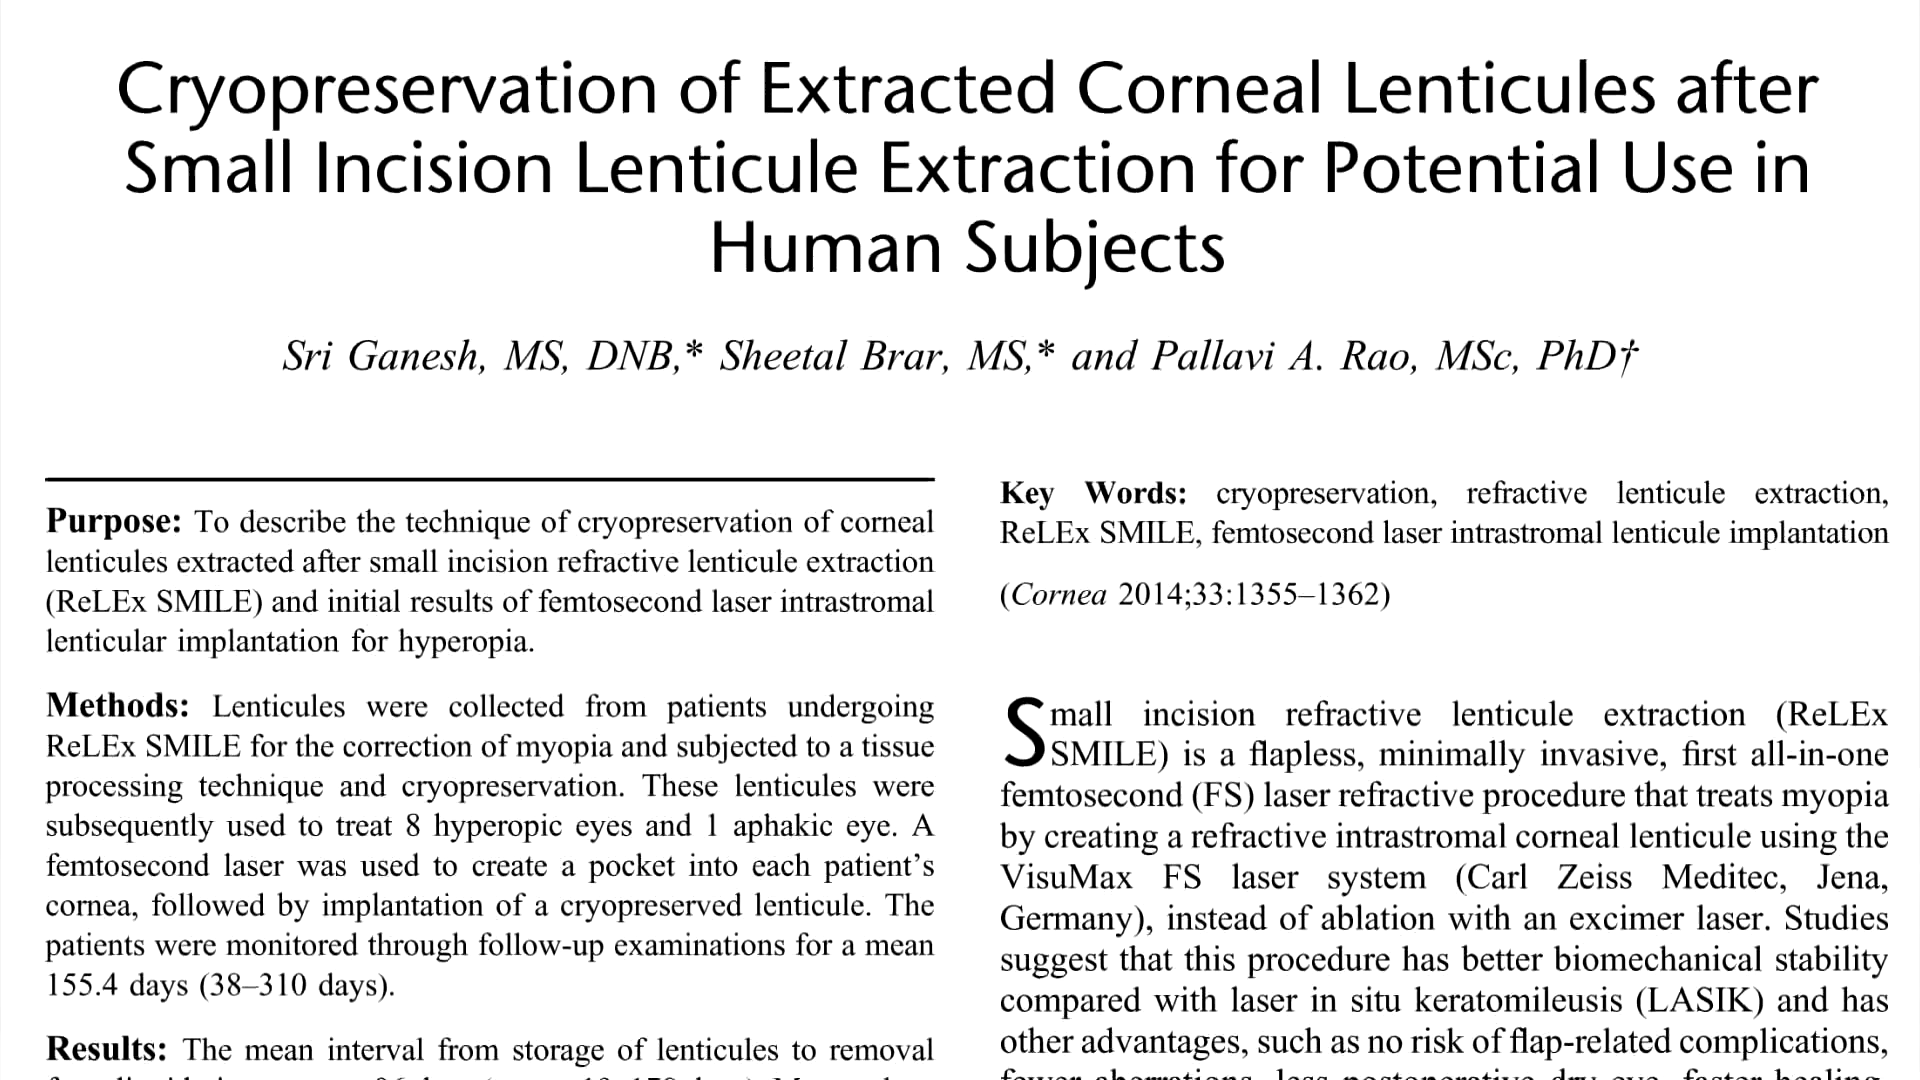 Cryopreservation of Extracted Corneal Lenticules after
Small Incision Lenticule Extraction for Potential Use in
Human Subjects
Sri Ganesh, MS, DNB,* Sheetal Brar, MS,* and Pallavi A. Rao, MSc, PhD†
Purpose: To describe the technique of cryopreservation of corneal
lenticules extracted after small incision refractive lenticule extraction
(ReLEx SMILE) and initial results of femtosecond laser intrastromal
lenticular implantation for hyperopia.
Methods: Lenticules were collected from patients undergoing
ReLEx SMILE for the correction of myopia and subjected to a tissue
processing technique and cryopreservation. These lenticules were
subsequently used to treat 8 hyperopic eyes and 1 aphakic eye. A
femtosecond laser was used to create a pocket into each patient's
cornea, followed by implantation of a cryopreserved lenticule. The
patients were monitored through follow-up examinations for a mean
155.4 days (38–310 days).
Results: The mean interval from storage of lenticules to removal
Key Words: cryopreservation, refractive lenticule extraction,
ReLEx SMILE, femtosecond laser intrastromal lenticule implantation
(Cornea 2014;33:1355–1362)
Small incision refractive lenticule extraction (ReLEx
SMILE) is a flapless, minimally invasive, first all-in-one
femtosecond (FS) laser refractive procedure that treats myopia
by creating a refractive intrastromal corneal lenticule using the
VisuMax FS laser system (Carl Zeiss Meditec, Jena,
Germany), instead of ablation with an excimer laser. Studies
suggest that this procedure has better biomechanical stability
compared with laser in situ keratomileusis (LASIK) and has
other advantages, such as no risk of flap-related complications,